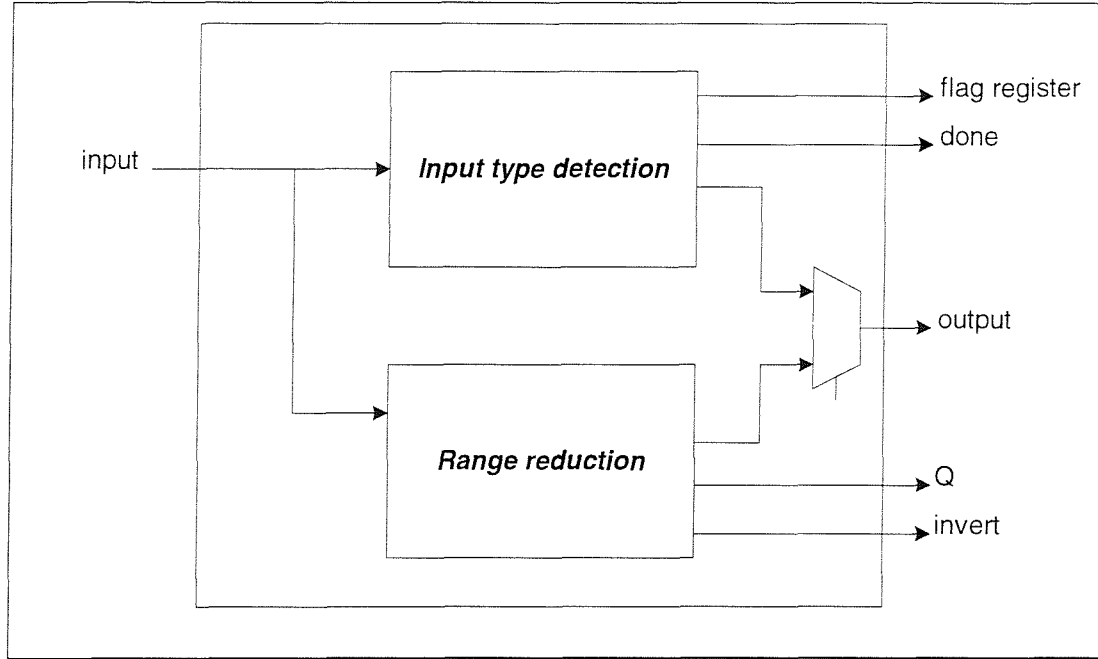 flag register
done
input
Input type detection
output
Range reduction
Q
invert